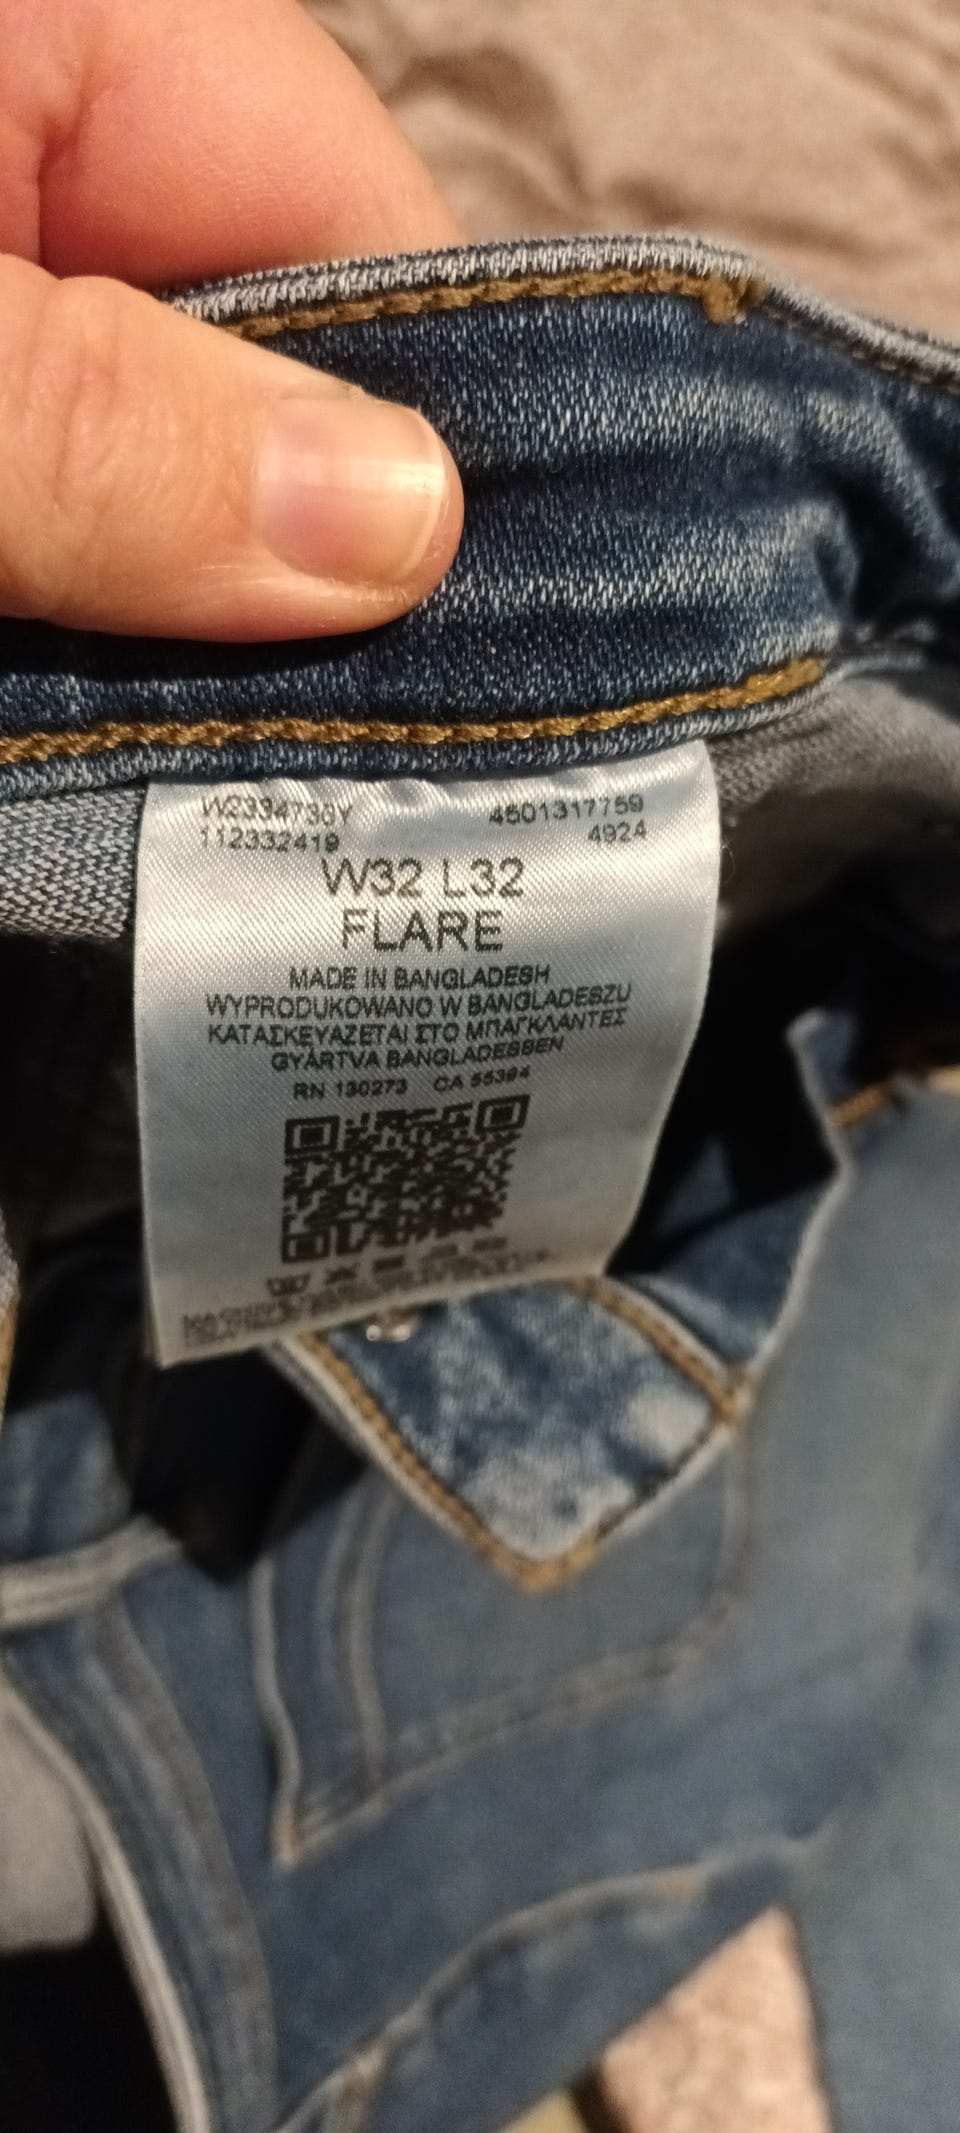 W2334736Y 4501317759
112332419 4924
W32 L32
FLARE
MADE IN BANGLADESH
WYPRODUKOWANO W BANGLADESZU
ΚΑΤΑΣΚΕΥΑΖΕΤΑΙ ΣΤΟ ΜΠΑΓΚΛΑΝΤΕΣ
GYÁRTVA BANGLADESBEN
RN 130273 CA 55394